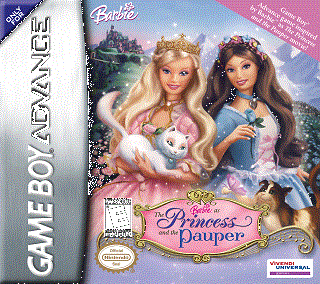 ONLY FOR
GAME BOY ADVANCE
Barbie
Game Boy
Advance game inspired
by Barbie as The Princess
and the Pauper movie!
Barbie as
The Princess
and the Pauper
Official
Nintendo
Seal
VIVENDI
UNIVERSAL